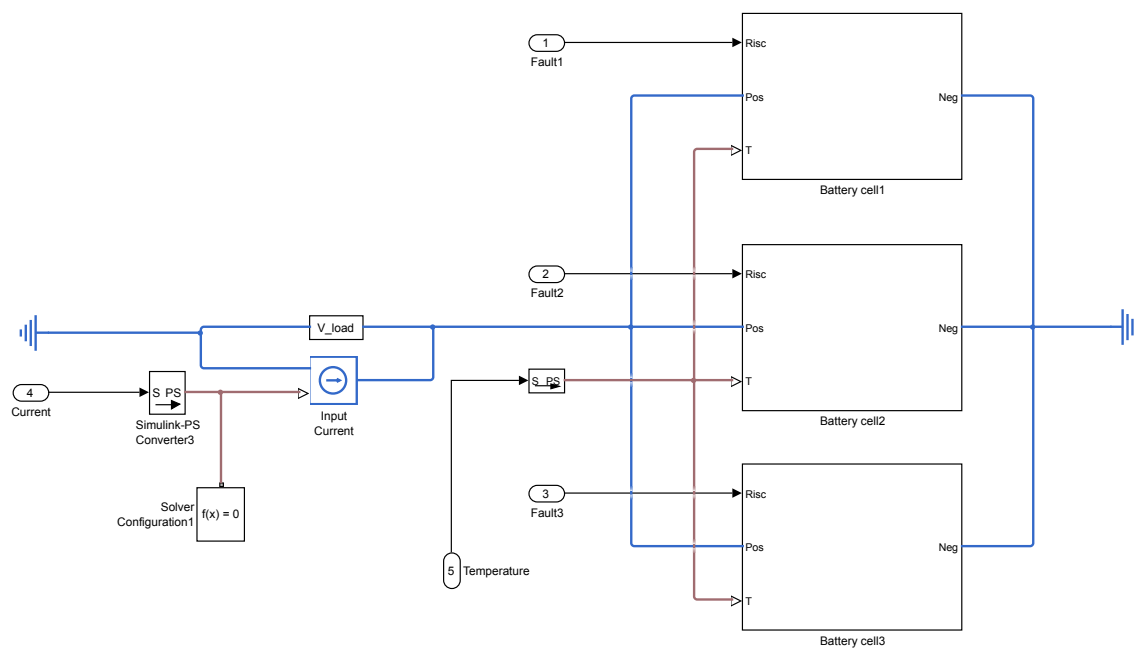 1
Fault1
Risc
Pos
Neg
T
Battery cell1
2
Fault2
Risc
Pos
Neg
T
Battery cell2
V_load
4
Current
S PS
Simulink-PS
Converter3
Input
Current
S PS
Solver
Configuration1
f(x) = 0
3
Fault3
Risc
Pos
Neg
T
Battery cell3
5
Temperature